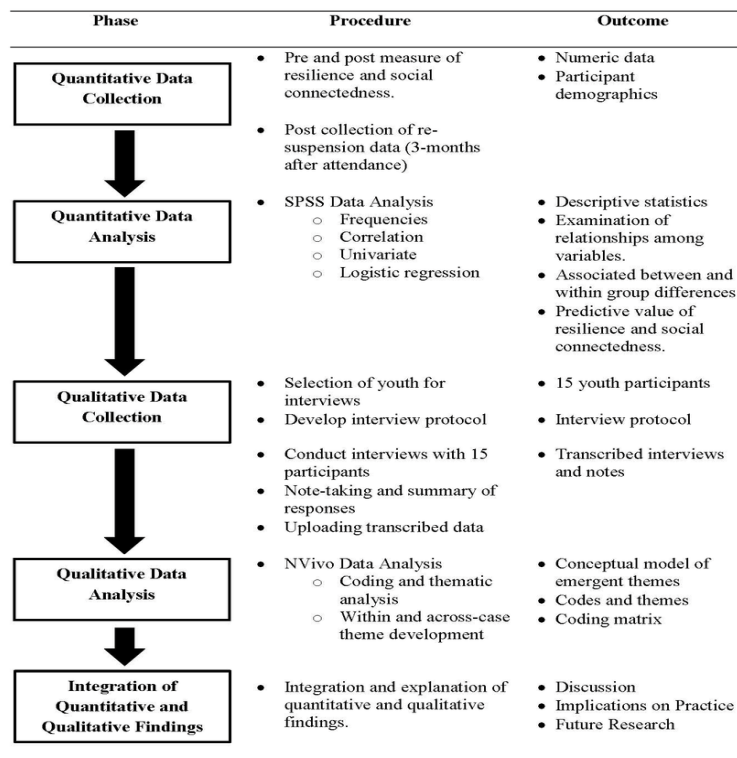 Phase Procedure Outcome
Quantitative Data
Collection
• Pre and post measure of
resilience and social
connectedness.
• Post collection of re-
suspension data (3-months
after attendance)
• Numeric data
• Participant
demographics
Quantitative Data
Analysis
• SPSS Data Analysis
o Frequencies
o Correlation
o Univariate
o Logistic regression
• Descriptive statistics
• Examination of
relationships among
variables.
• Associated between and
within group differences
• Predictive value of
resilience and social
connectedness.
Qualitative Data
Collection
• Selection of youth for
interviews
• Develop interview protocol
• Conduct interviews with 15
participants
• Note-taking and summary of
responses
• Uploading transcribed data
• 15 youth participants
• Interview protocol
• Transcribed interviews
and notes
Qualitative Data
Analysis
• NVivo Data Analysis
o Coding and thematic
analysis
o Within and across-case
theme development
• Conceptual model of
emergent themes
• Codes and themes
• Coding matrix
Integration of
Quantitative and
Qualitative Findings
• Integration and explanation of
quantitative and qualitative
findings.
• Discussion
• Implications on Practice
• Future Research